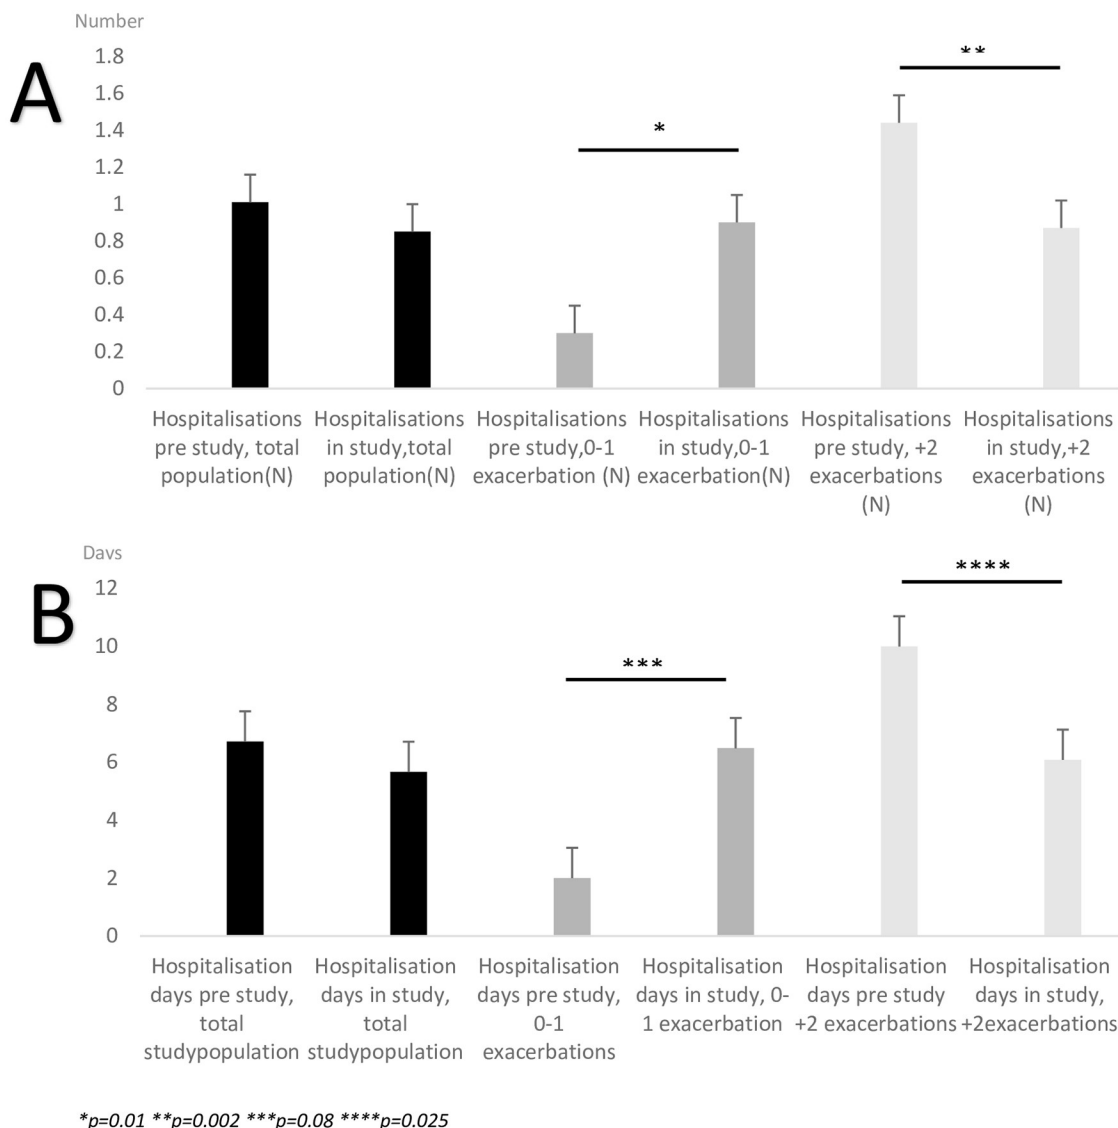 Number
A
1.8
1.6
1.4
1.2
1
0.8
0.6
0.4
0.2
0
*
**
Hospitalisations
pre study, total
population(N)
Hospitalisations
in study,total
population(N)
Hospitalisations
pre study,0-1
exacerbation (N)
Hospitalisations
in study,0-1
exacerbation(N)
Hospitalisations
pre study, +2
exacerbations
(N)
Hospitalisations
in study,+2
exacerbations
(N)
Days
B
12
10
8
6
4
2
0
***
****
Hospitalisation
days pre study,
total
studypopulation
Hospitalisation
days in study,
total
studypopulation
Hospitalisation
days pre study,
0-1
exacerbations
Hospitalisation
days in study, 0-
1 exacerbation
Hospitalisation
days pre study
+2 exacerbations
Hospitalisation
days in study,
+2exacerbations
*p=0.01 **p=0.002 ***p=0.08 ****p=0.025